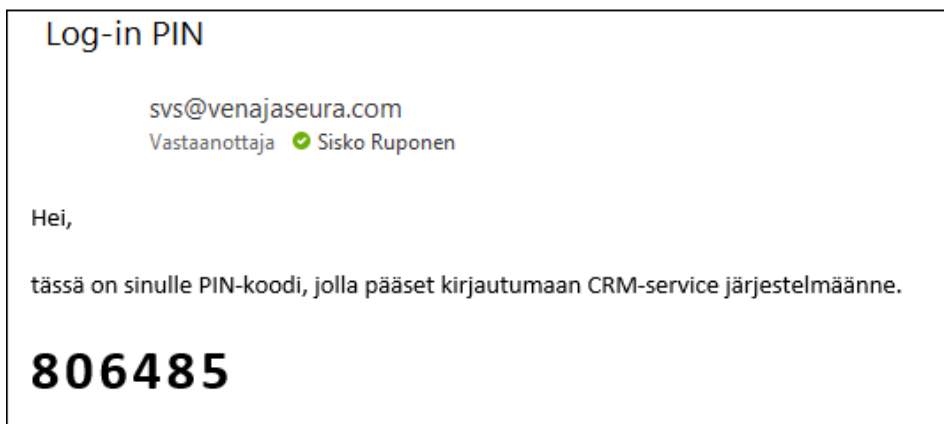 Log-in PIN
svs@venajaseura.com
Vastaanottaja Sisko Ruponen
Hei,
tässä on sinulle PIN-koodi, jolla pääset kirjautumaan CRM-service järjestelmäänne.
806485